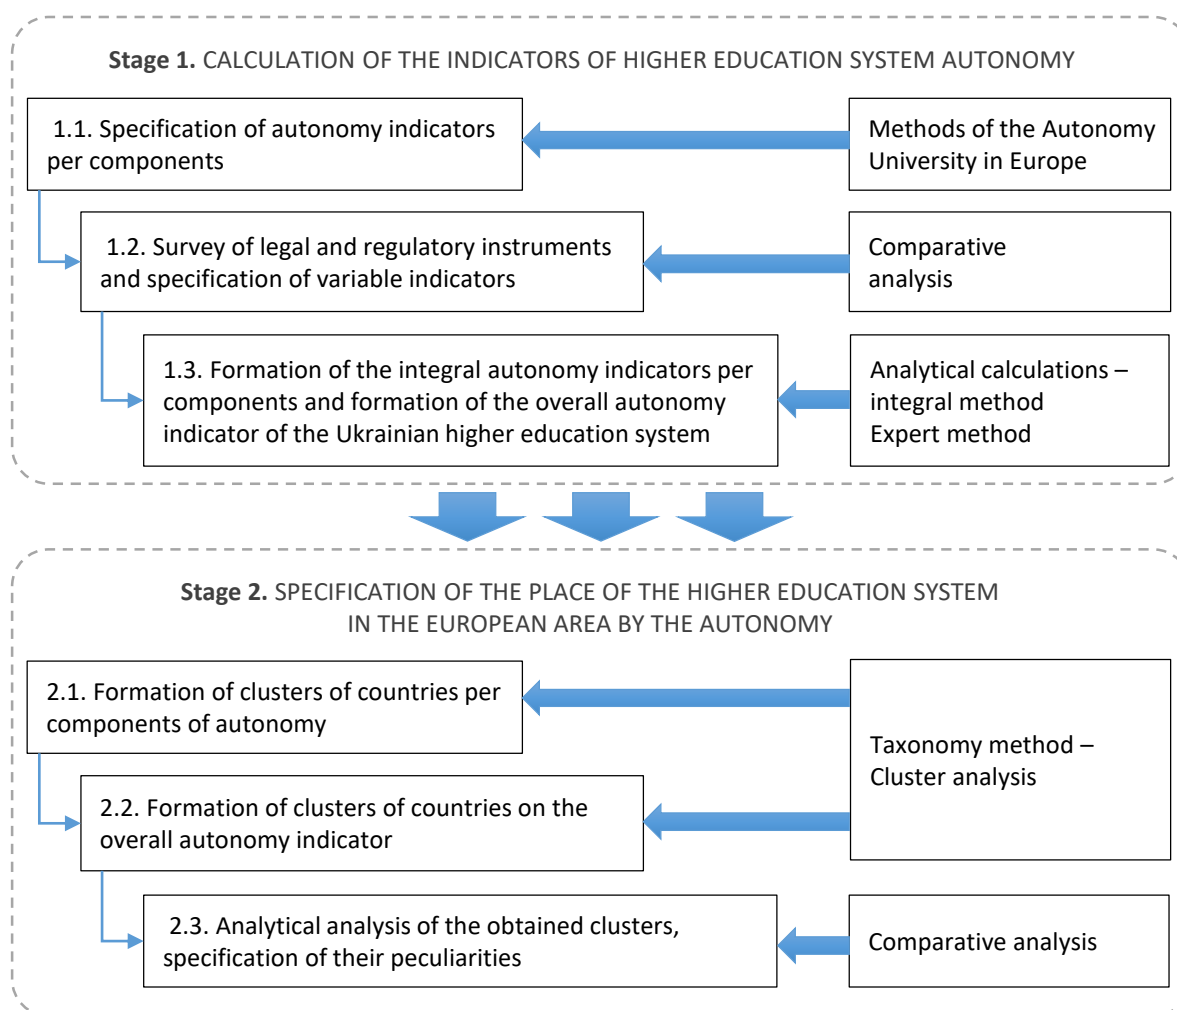 Stage 1. CALCULATION OF THE INDICATORS OF HIGHER EDUCATION SYSTEM AUTONOMY
1.1. Specification of autonomy indicators
per components
Methods of the Autonomy
University in Europe
1.2. Survey of legal and regulatory instruments
and specification of variable indicators
Comparative
analysis
1.3. Formation of the integral autonomy indicators per
components and formation of the overall autonomy
indicator of the Ukrainian higher education system
Analytical calculations –
integral method
Expert method
Stage 2. SPECIFICATION OF THE PLACE OF THE HIGHER EDUCATION SYSTEM
IN THE EUROPEAN AREA BY THE AUTONOMY
2.1. Formation of clusters of countries per
components of autonomy
Taxonomy method –
Cluster analysis
2.2. Formation of clusters of countries on the
overall autonomy indicator
2.3. Analytical analysis of the obtained clusters,
specification of their peculiarities
Comparative analysis